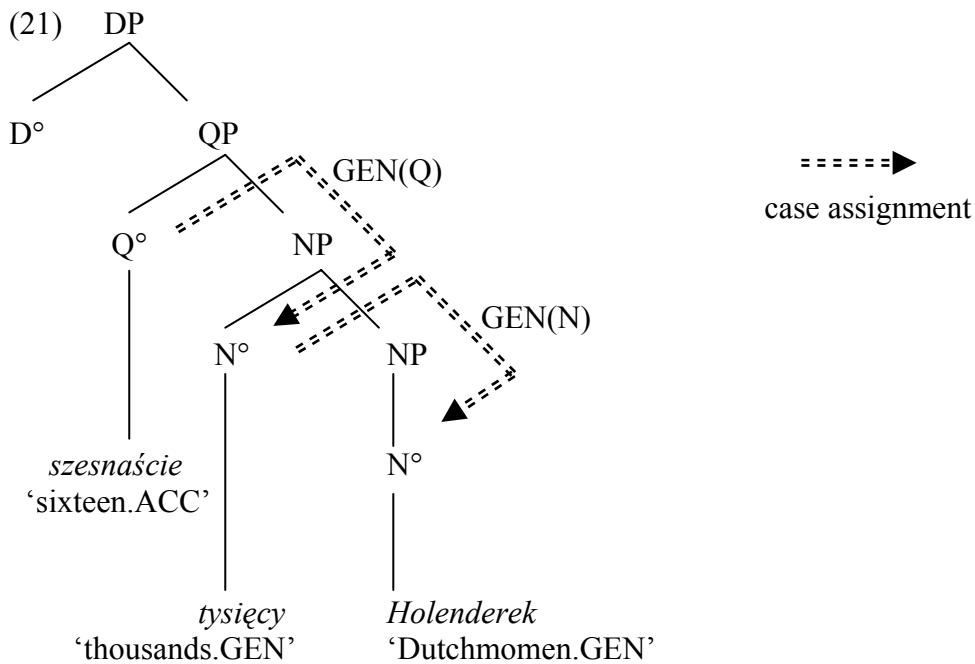 (21) DP
D° QP
GEN(Q)
case assignment
Q° NP
GEN(N)
N° NP
szesnaście N°
‘sixteen.ACC’
tysięcy Holenderek
‘thousands.GEN’ ‘Dutchmomen.GEN’